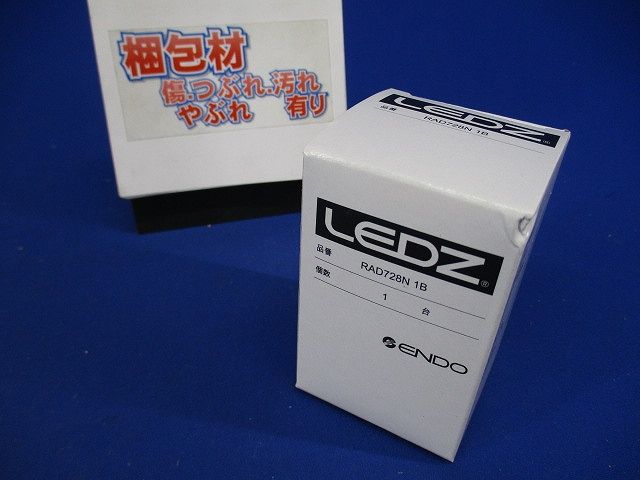 梱包材
傷.つぶれ.汚れ
やぶれ 有り
LEDZ
品番 RAD728N 1B
LEDZ®
品番 RAD728N 1B
個数 1 台
ENDO